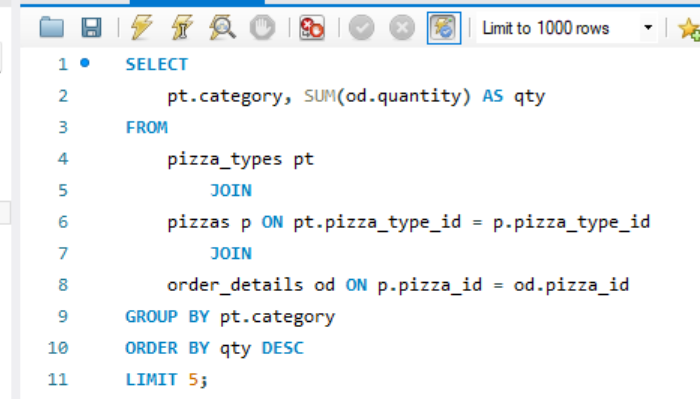 Limit to 1000 rows
1 SELECT
2 pt.category, SUM(od.quantity) AS qty
3 FROM
4 pizza_types pt
5 JOIN
6 pizzas p ON pt.pizza_type_id = p.pizza_type_id
7 JOIN
8 order_details od ON p.pizza_id = od.pizza_id
9 GROUP BY pt.category
10 ORDER BY qty DESC
11 LIMIT 5;